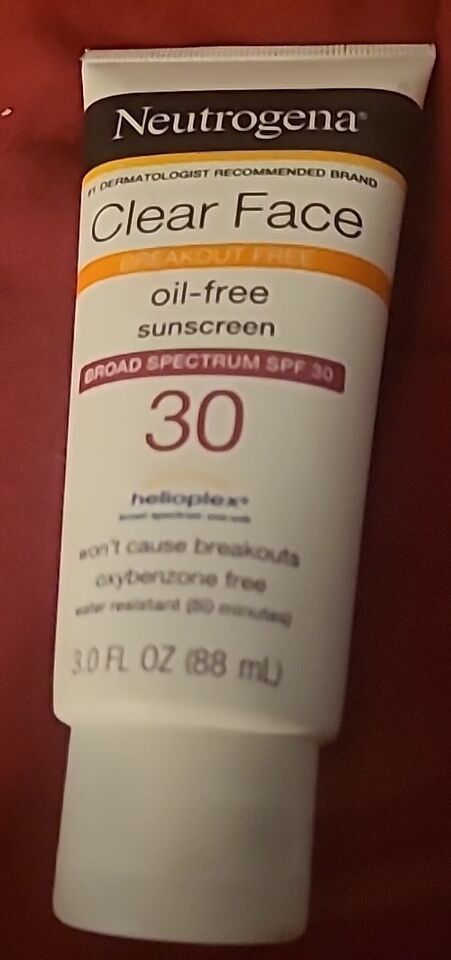 Neutrogena®
#1 DERMATOLOGIST RECOMMENDED BRAND
Clear Face
BREAKOUT FREE
oil-free
sunscreen
BROAD SPECTRUM SPF 30
30
helioplex®
won't cause breakouts
oxybenzone free
water resistant (80 minutes)
3.0 FL OZ (88 mL)